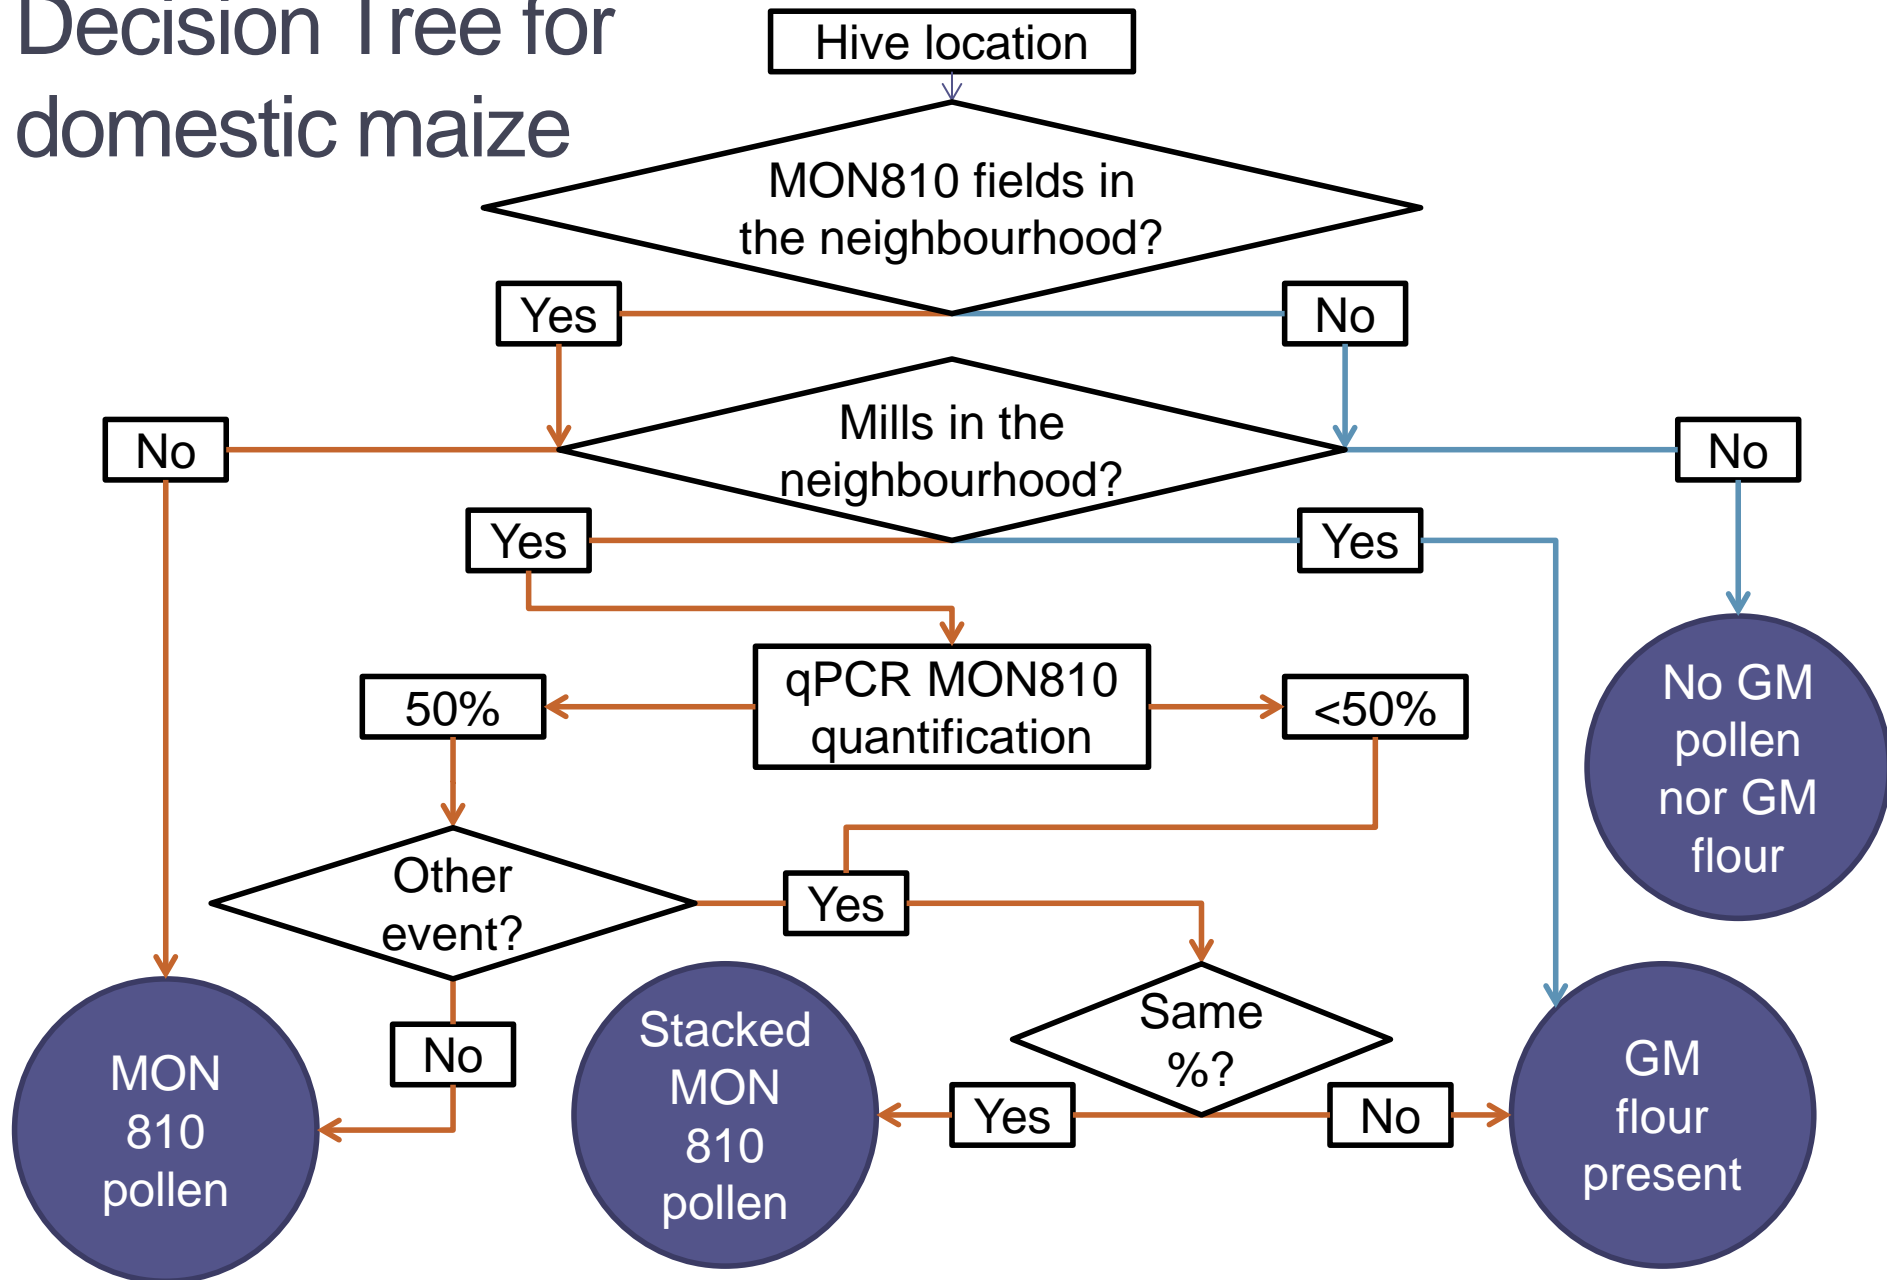 Decision Tree for
domestic maize
Hive location
MON810 fields in
the neighbourhood?
Yes
No
No
Mills in the
neighbourhood?
No
Yes
Yes
50%
qPCR MON810
quantification
<50%
No GM
pollen
nor GM
flour
Other
event?
Yes
No
Same
%?
Yes
No
MON
810
pollen
Stacked
MON
810
pollen
GM
flour
present